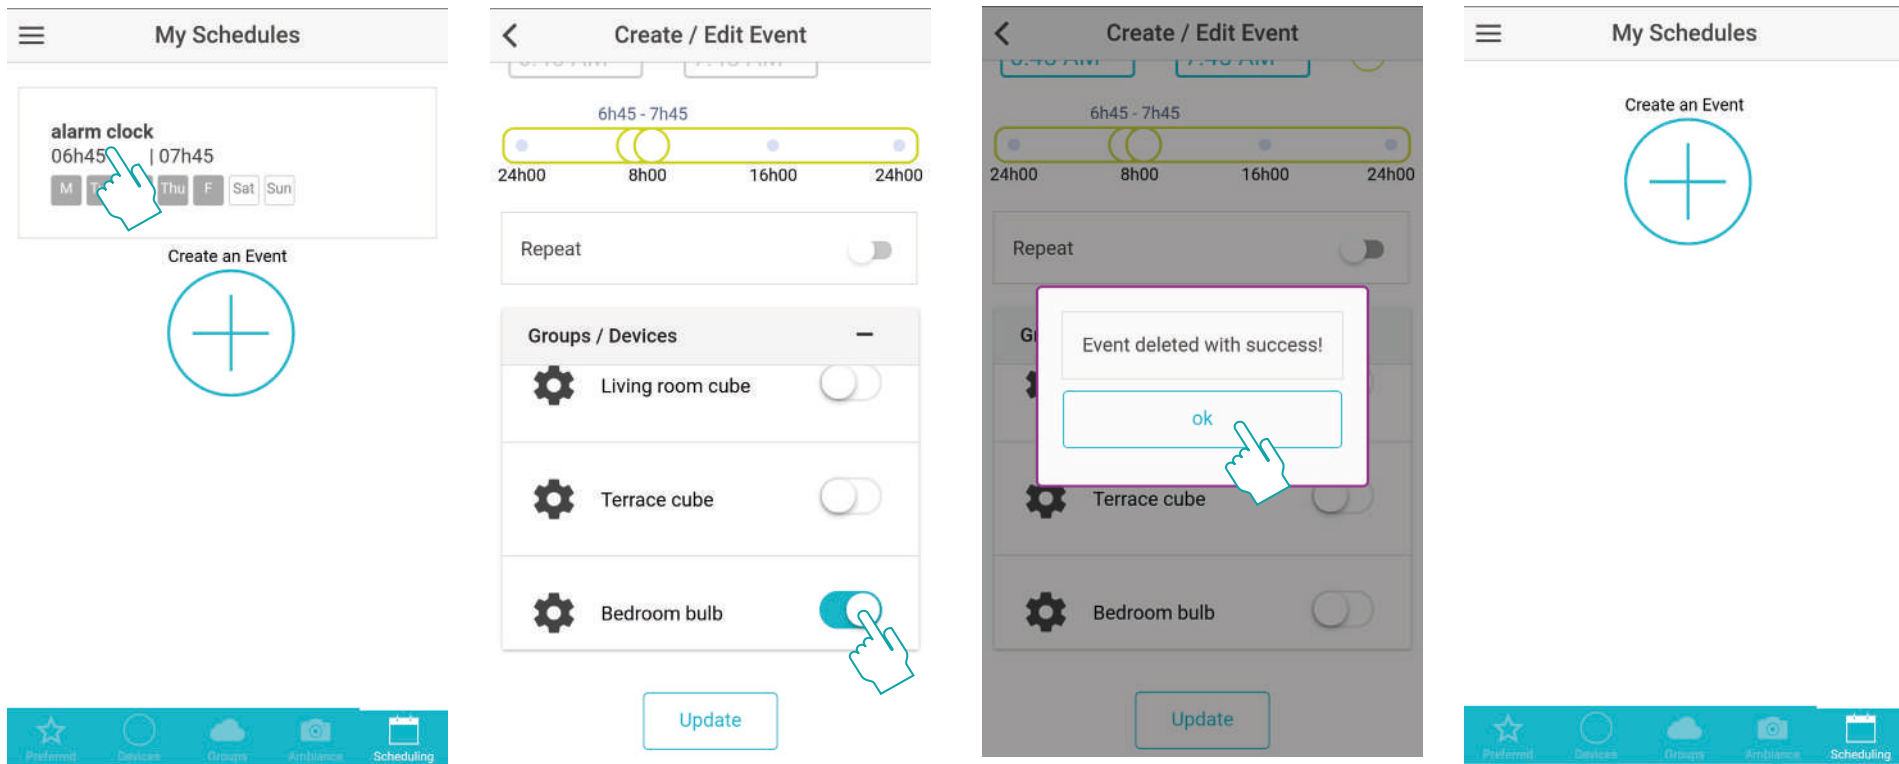 My Schedules
alarm clock
06h45 | 07h45
M Thu F Sat Sun
Create an Event
Preferred Devices Groups Ambiance Scheduling
Create / Edit Event
6h45 - 7h45
24h00 8h00 16h00 24h00
Repeat
Groups / Devices
Living room cube
Terrace cube
Bedroom bulb
Update
Create / Edit Event
7:45 AM
6h45 - 7h45
24h00 8h00 16h00 24h00
Repeat
Event deleted with success!
ok
Terrace cube
Bedroom bulb
Update
My Schedules
Create an Event
Preferred Devices Groups Ambiance Scheduling